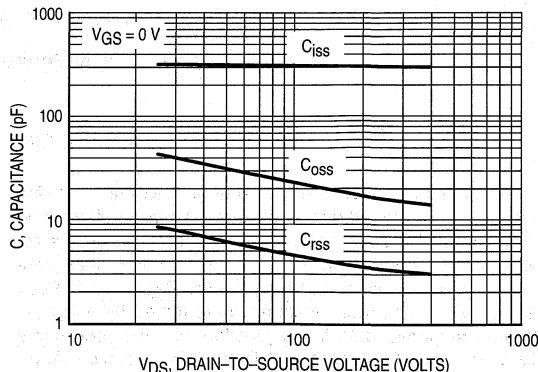 1000
VGS = 0 V
Ciss
100
Coss
10
Crss
1
10
100
1000
C, CAPACITANCE (pF)
VDS, DRAIN–TO–SOURCE VOLTAGE (VOLTS)